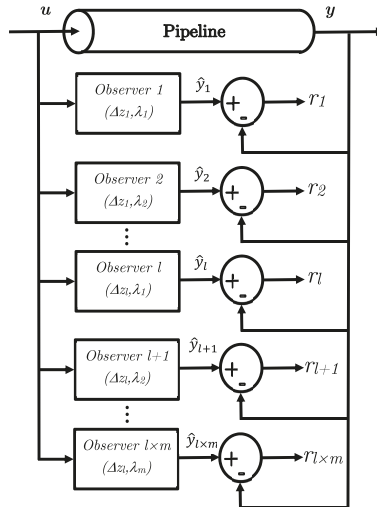 u
Pipeline
y
Observer 1
(Δz₁,λ₁)
ŷ₁
+
-
r₁
Observer 2
(Δz₁,λ₂)
ŷ₂
+
-
r₂
⋮
⋮
Observer l
(Δzₗ,λ₁)
ŷₗ
+
-
rₗ
Observer l+1
(Δzₗ,λ₂)
ŷₗ₊₁
+
-
rₗ₊₁
⋮
⋮
Observer l×m
(Δzₗ,λₘ)
ŷₗ×ₘ
+
-
rₗ×ₘ